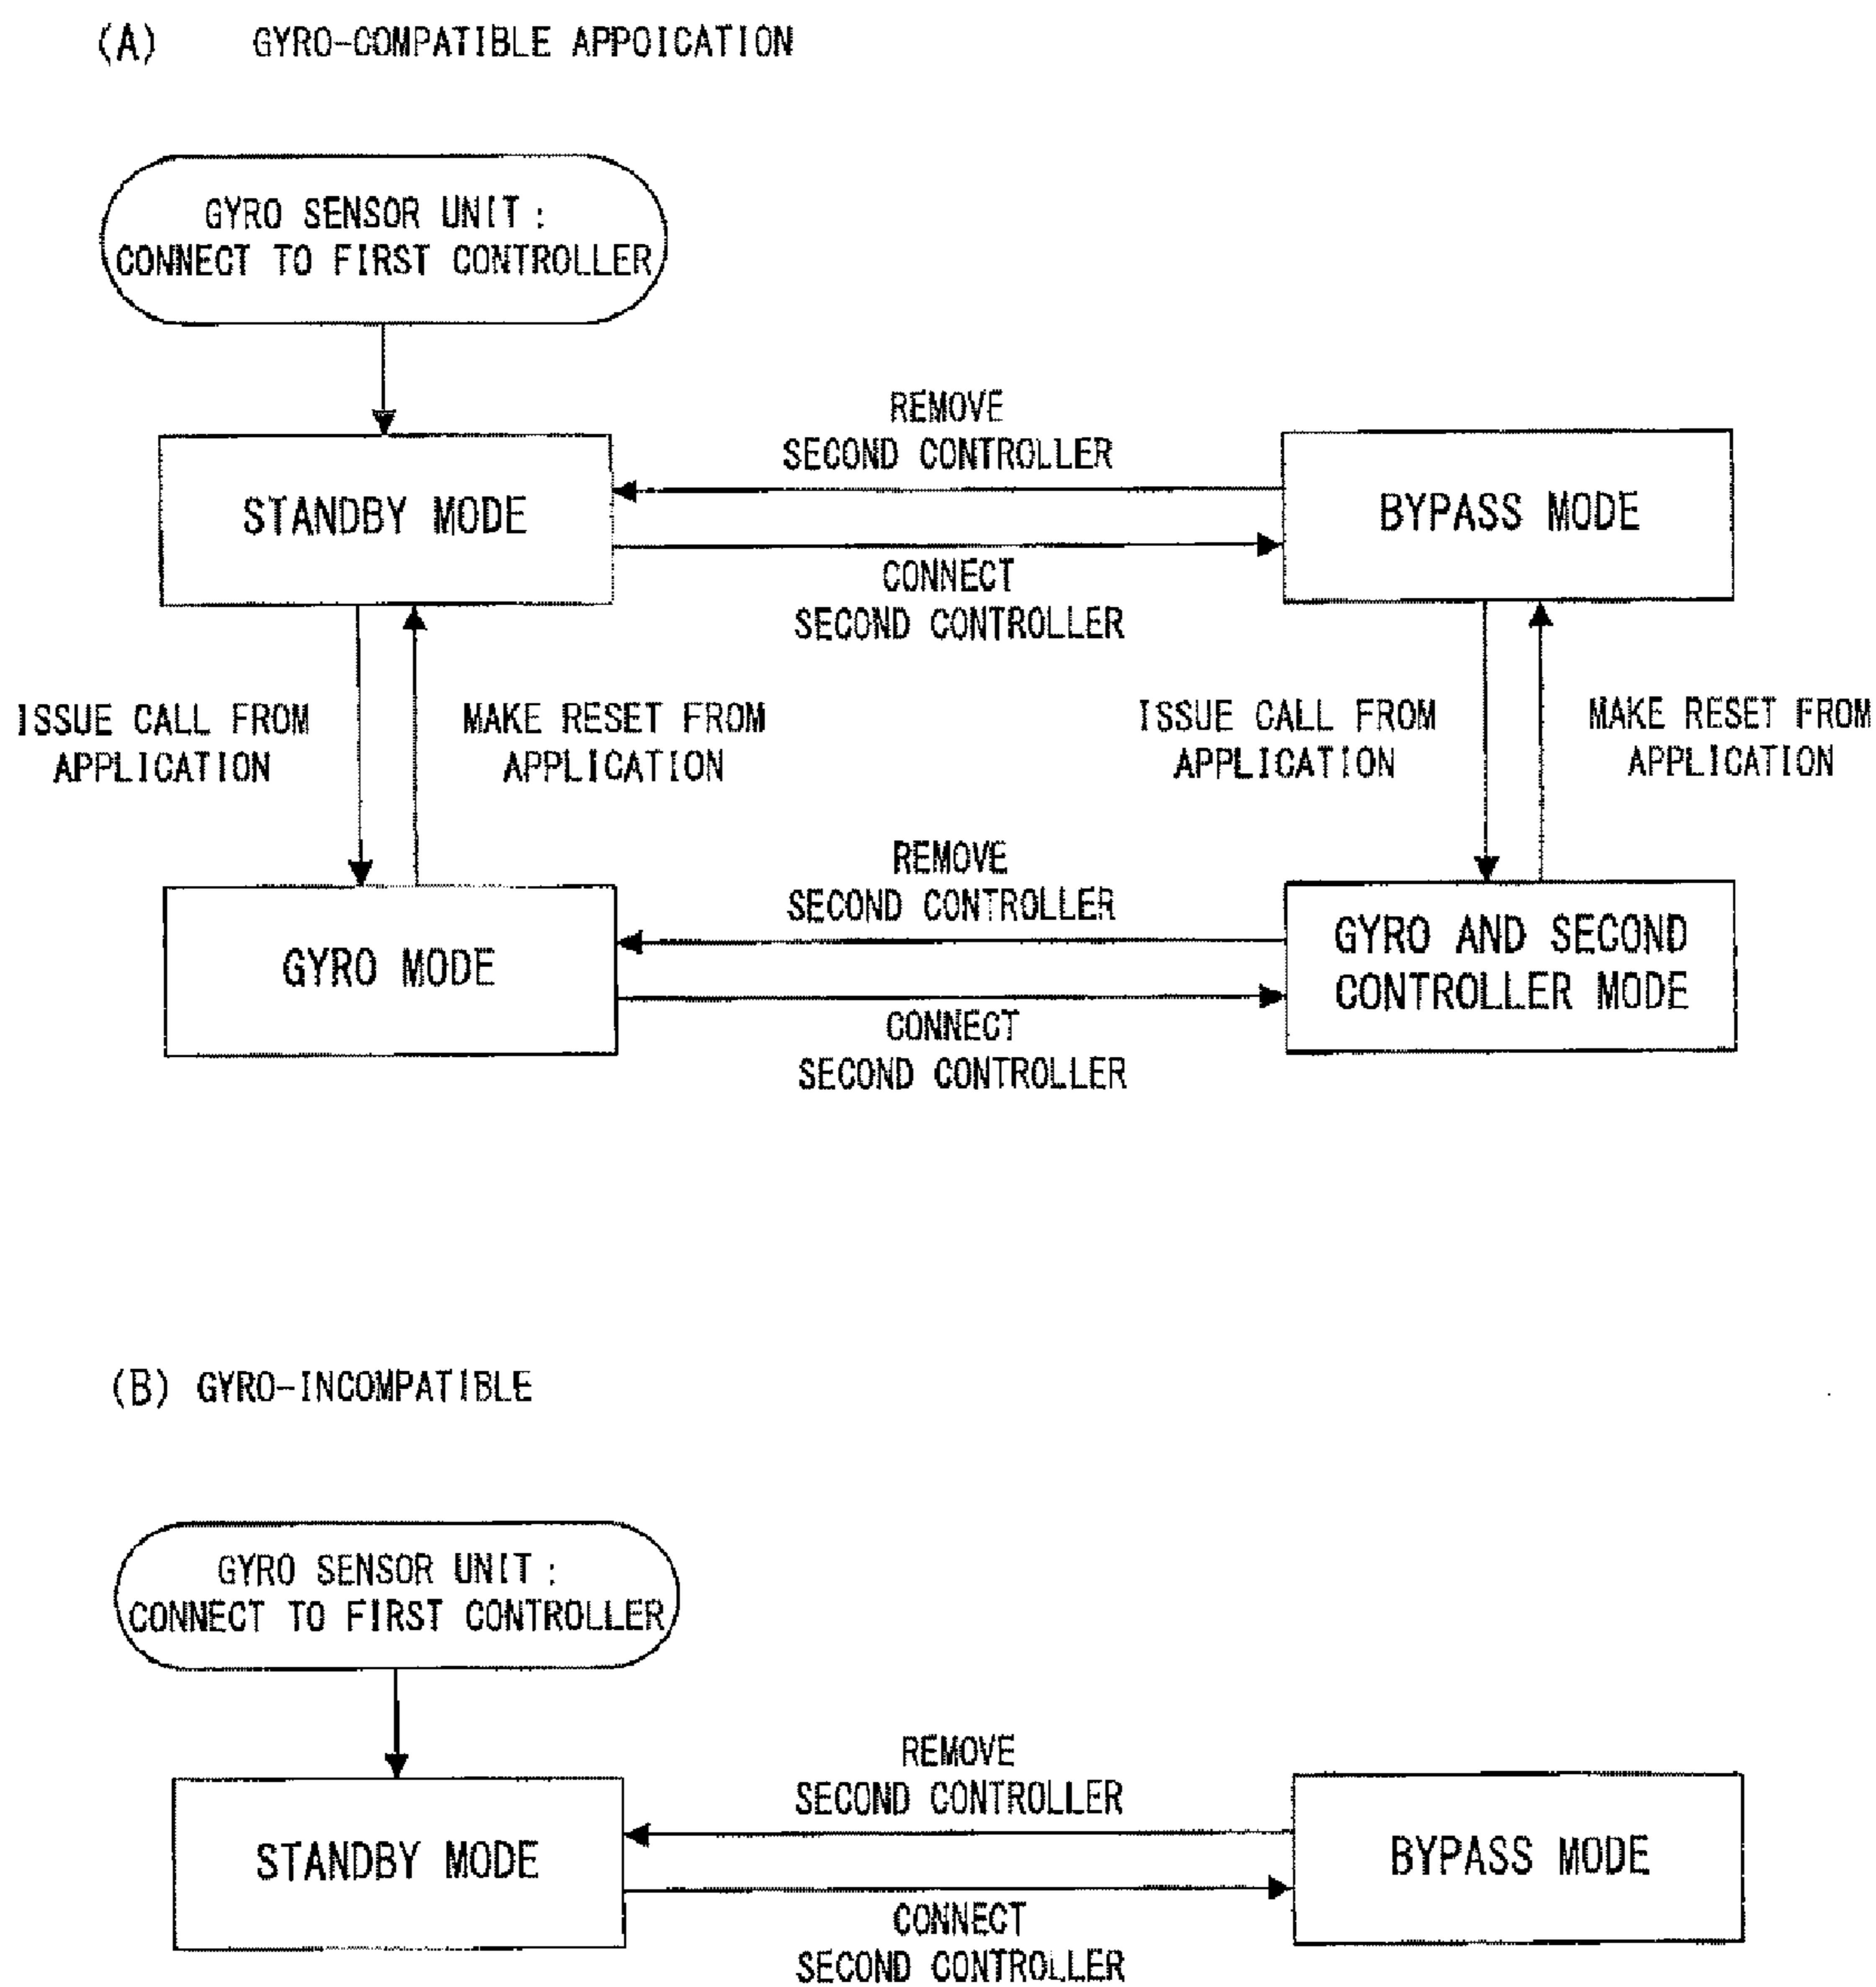 (A) GYRO-COMPATIBLE APPOICATION
GYRO SENSOR UNIT:
CONNECT TO FIRST CONTROLLER
REMOVE
SECOND CONTROLLER
STANDBY MODE
BYPASS MODE
CONNECT
SECOND CONTROLLER
ISSUE CALL FROM
APPLICATION
MAKE RESET FROM
APPLICATION
ISSUE CALL FROM
APPLICATION
MAKE RESET FROM
APPLICATION
REMOVE
SECOND CONTROLLER
GYRO MODE
GYRO AND SECOND
CONTROLLER MODE
CONNECT
SECOND CONTROLLER
(B) GYRO-INCOMPATIBLE
GYRO SENSOR UNIT:
CONNECT TO FIRST CONTROLLER
REMOVE
SECOND CONTROLLER
STANDBY MODE
BYPASS MODE
CONNECT
SECOND CONTROLLER